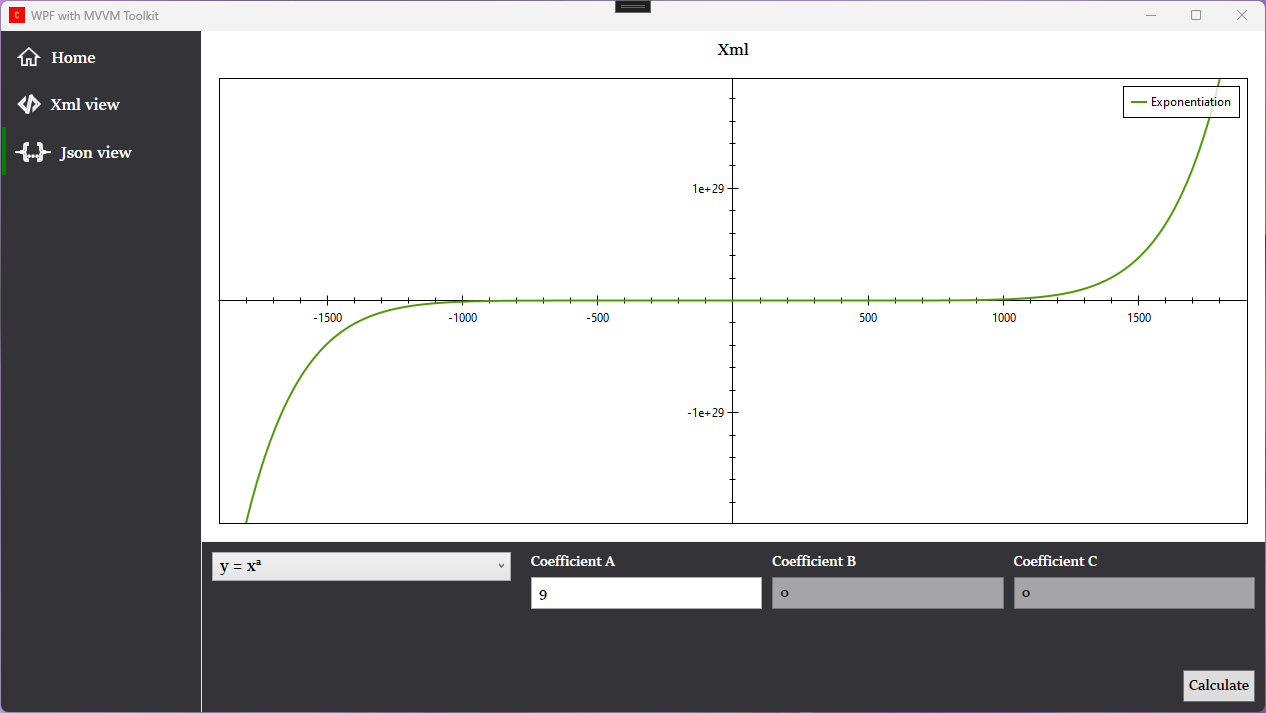 C WPF with MVVM Toolkit
Home
Xml view
Json view
Xml
Exponentiation
1e+29
-1500 -1000 -500 500 1000 1500
-1e+29
y = xᵃ
Coefficient A Coefficient B Coefficient C
9 0 0
Calculate